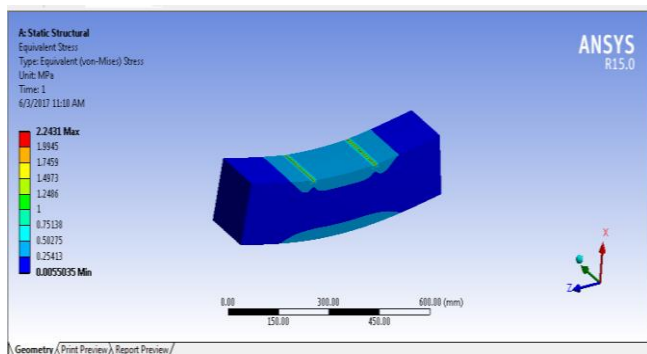 A: Static Structural
Equivalent Stress
Type: Equivalent (von-Mises) Stress
Unit: MPa
Time: 1
6/3/2017 11:10 AM
ANSYS
R15.0
2.2431 Max
1.9945
1.7459
1.4973
1.2486
1
0.75138
0.50275
0.25413
0.0055035 Min
X
Z
0.00 300.00 600.00 (mm)
150.00 450.00
Geometry Print Preview Report Preview